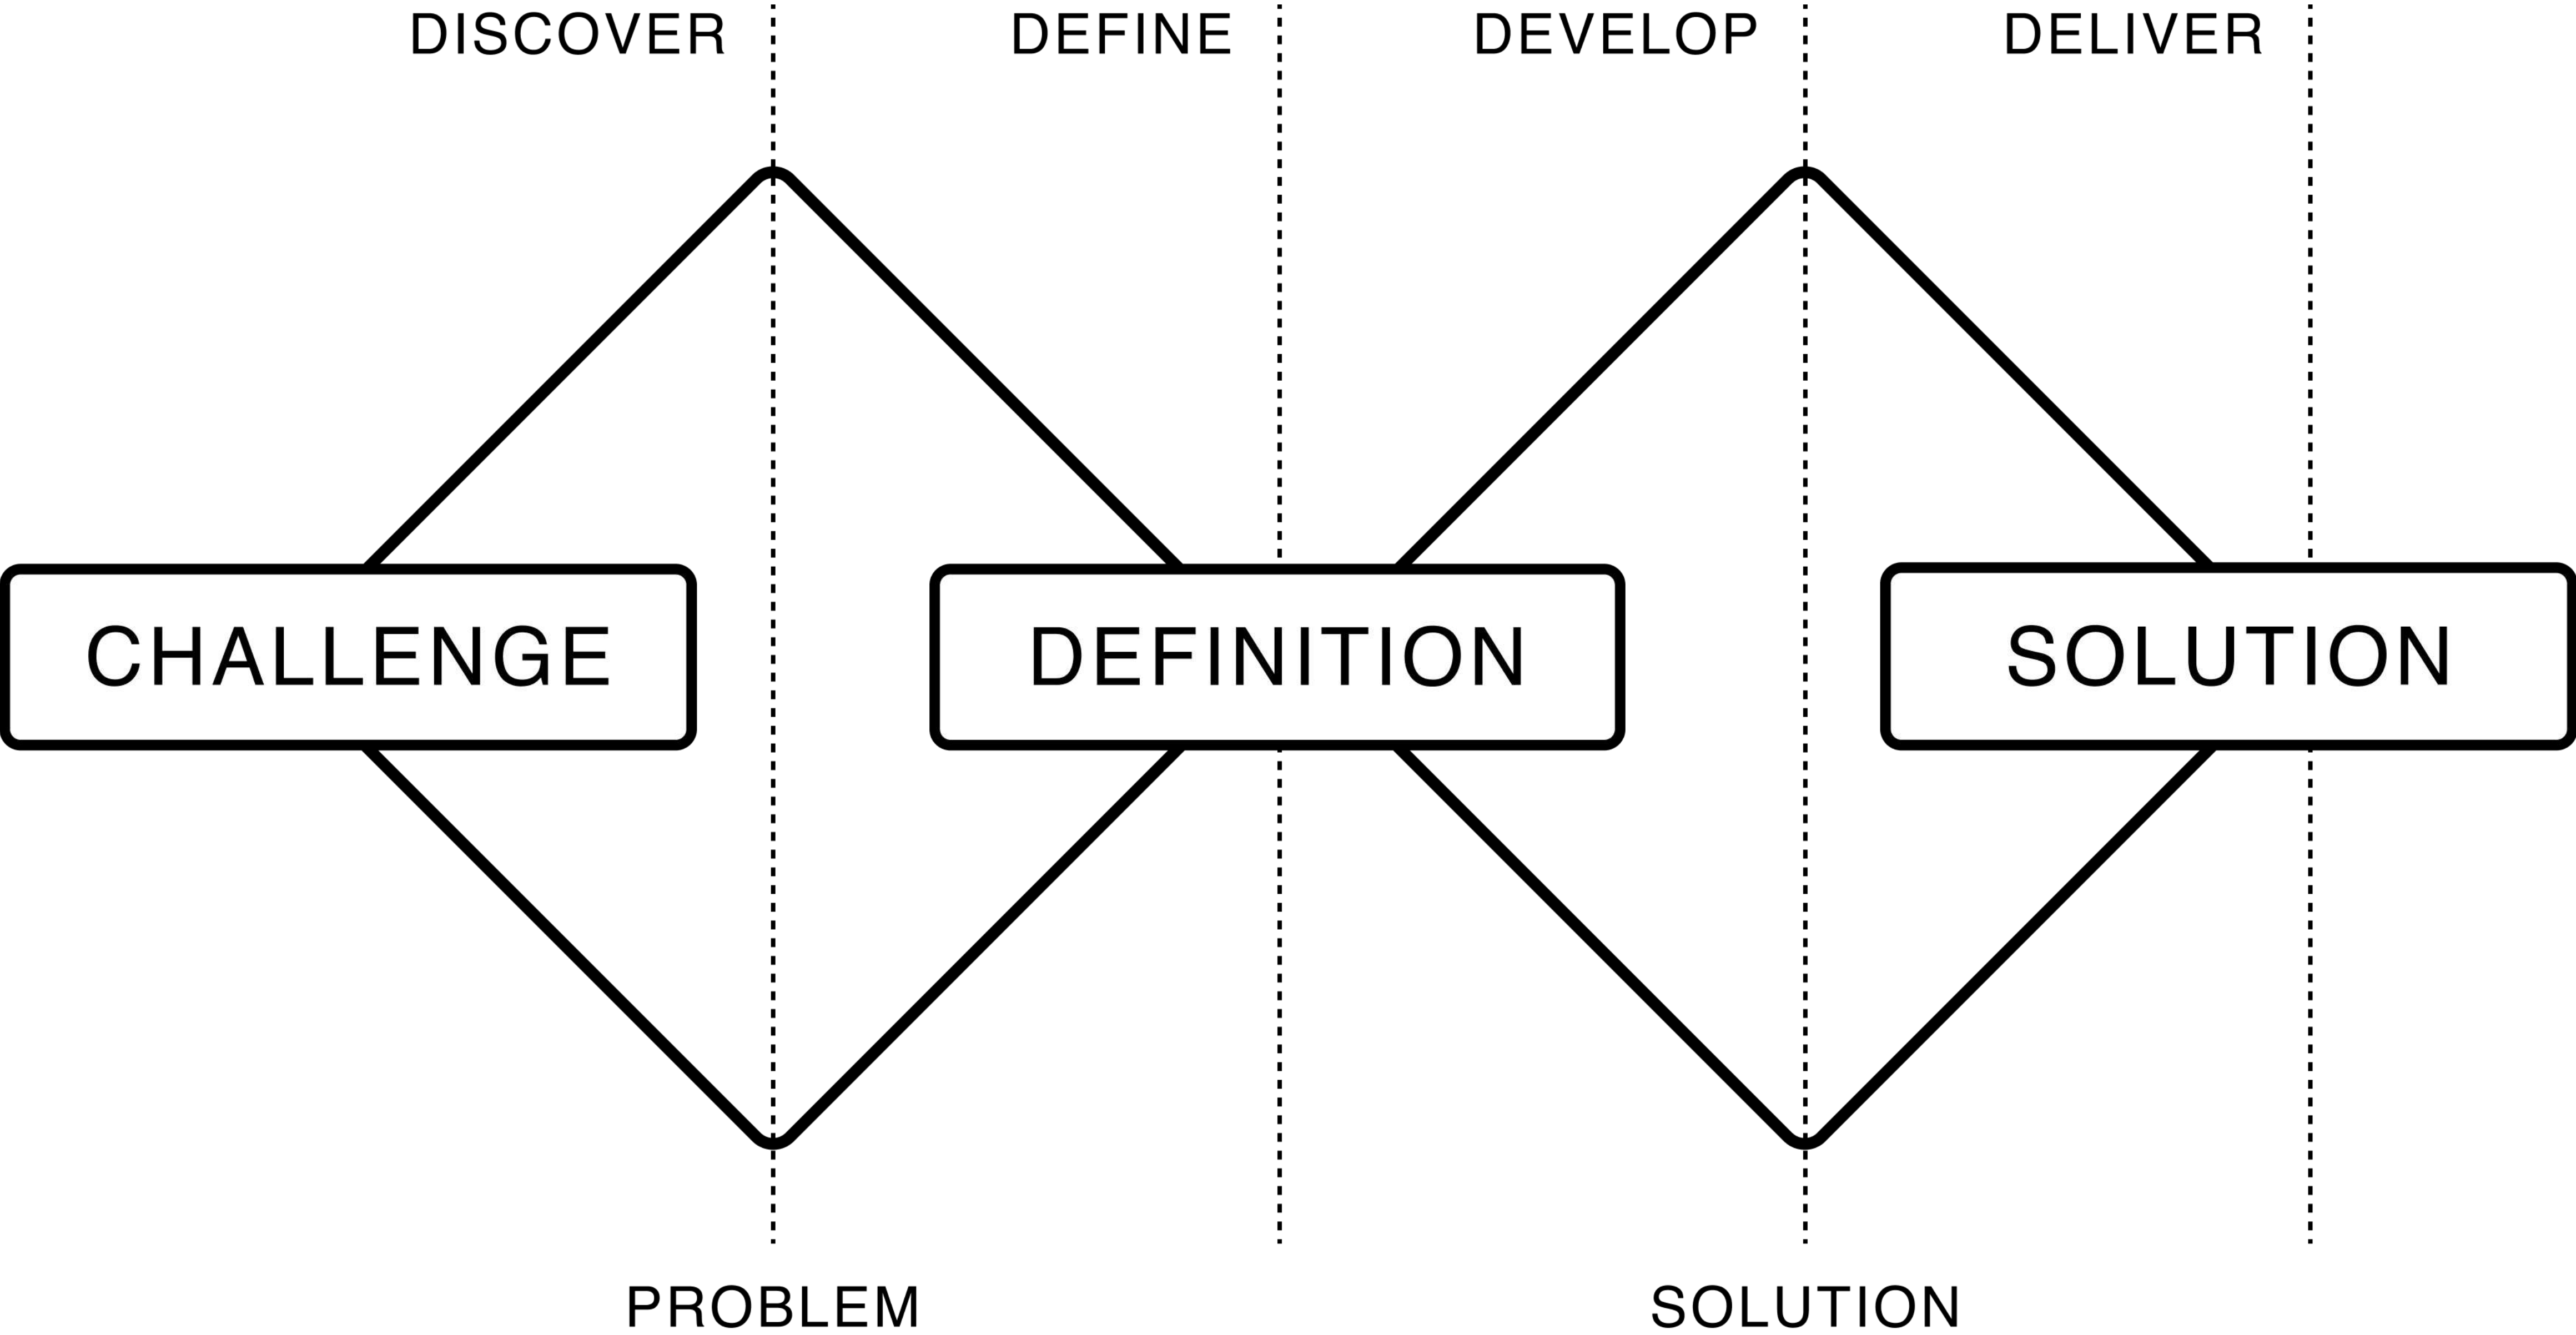 DISCOVER
DEFINE
DEVELOP
DELIVER
CHALLENGE
DEFINITION
SOLUTION
PROBLEM
SOLUTION